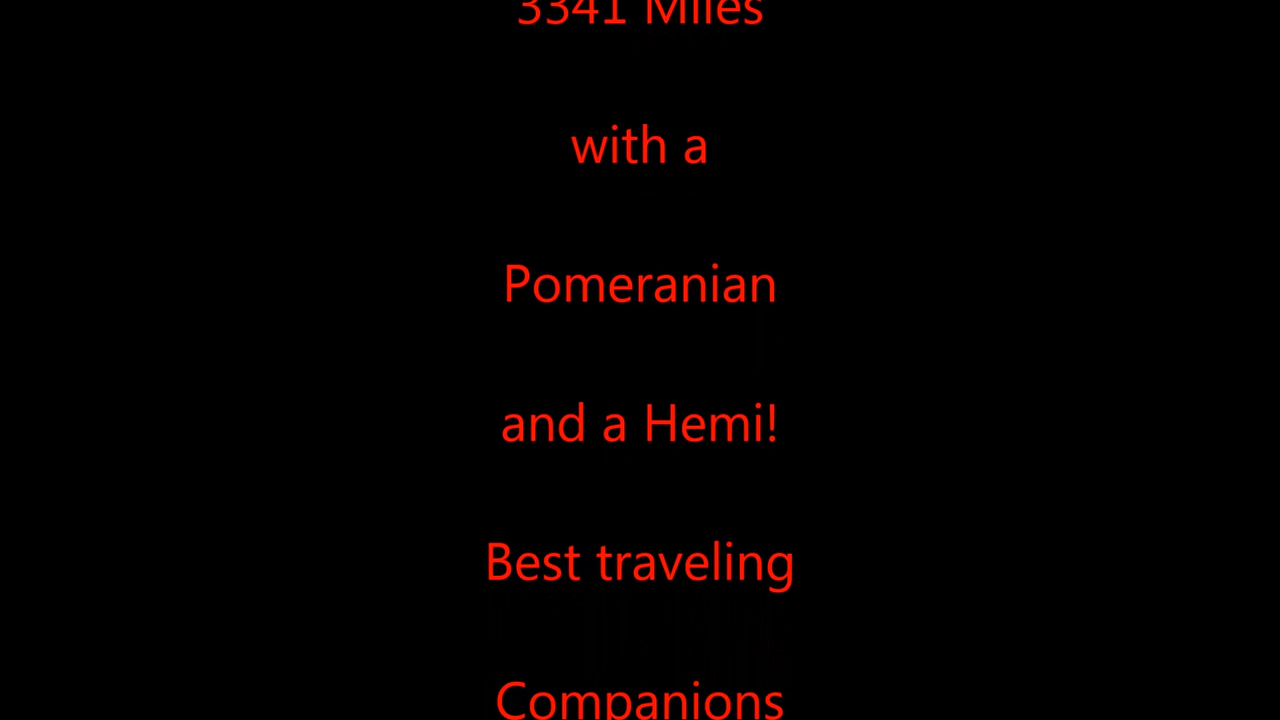 3341 Miles
with a
Pomeranian
and a Hemi!
Best traveling
Companions